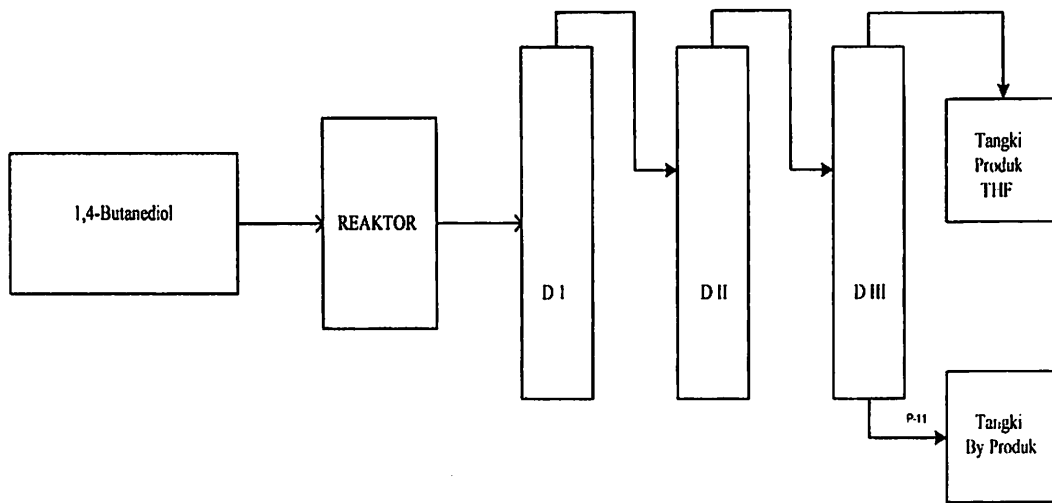 1,4-Butanediol
REAKTOR
D I
D II
D III
Tangki
Produk
THF
P-11
Tangki
By Produk